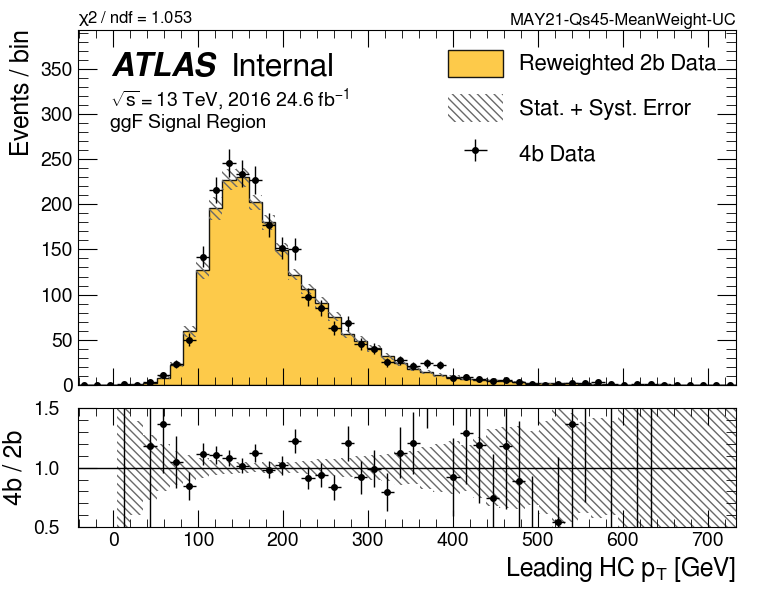 χ2 / ndf = 1.053
MAY21-Qs45-MeanWeight-UC
Events / bin
350
300
250
200
150
100
50
0
ATLAS Internal
√s = 13 TeV, 2016 24.6 fb⁻¹
ggF Signal Region
Reweighted 2b Data
Stat. + Syst. Error
4b Data
4b / 2b
1.5
1.0
0.5
0 100 200 300 400 500 600 700
Leading HC p_T [GeV]